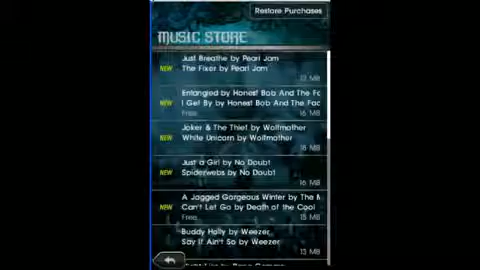 Restore Purchases
MUSIC STORE
Just Breathe by Pearl Jam
NEW
The Fixer by Pearl Jam
Entangled by Honest Bob And The Fa
NEW
I Get By by Honest Bob And The Fac
Free
16 MB
Joker & The Thief by Wolfmother
NEW
White Unicorn by Wolfmother
16 MB
Just a Girl by No Doubt
NEW
Spiderwebs by No Doubt
16 MB
A Jagged Gorgeous Winter by The M
NEW
Can't Let Go by Death of the Cool
Free
15 MB
Buddy Holly by Weezer
Say It Ain't So by Weezer
13 MB